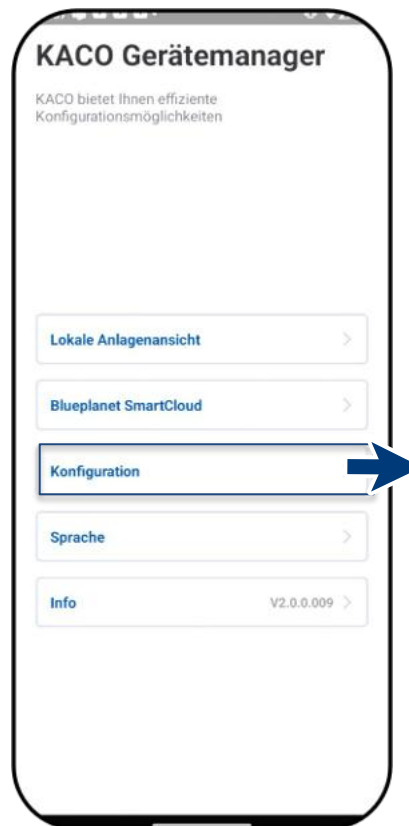 KACO Gerätemanager
KACO bietet Ihnen effiziente
Konfigurationsmöglichkeiten
Lokale Anlagenansicht
Blueplanet SmartCloud
Konfiguration
Sprache
Info V2.0.0.009